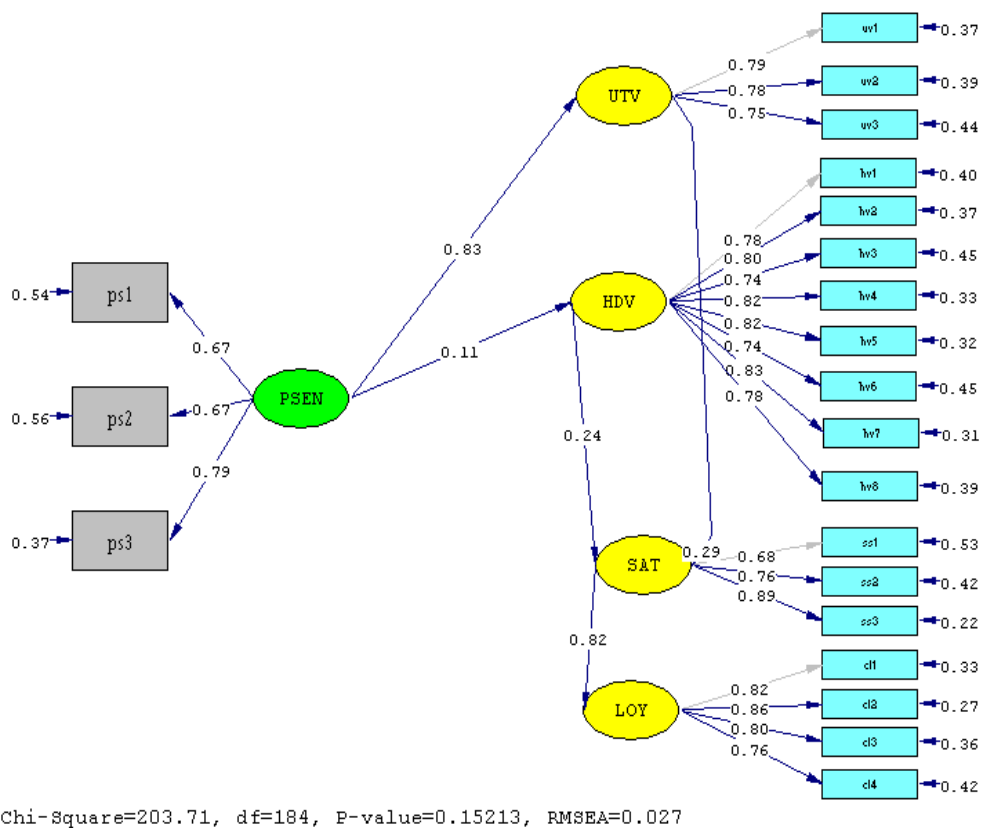 uv1
0.37
0.79
UTV
0.78
uv2
0.39
0.75
uv3
0.44
hv1
0.40
hv2
0.37
0.83
0.78
0.80
hv3
0.45
0.74
0.54
ps1
HDV
0.82
hv4
0.33
0.82
hv5
0.32
0.67
0.11
0.74
0.83
hv6
0.45
0.78
PSEN
0.56
ps2
0.67
0.24
hv7
0.31
0.79
hv8
0.39
0.37
ps3
ss1
0.53
SAT
0.29
0.68
0.76
ss2
0.42
0.89
ss3
0.22
0.82
cl1
0.33
0.82
LOY
0.86
cl2
0.27
0.80
cl3
0.36
0.76
cl4
0.42
Chi-Square=203.71, df=184, P-value=0.15213, RMSEA=0.027